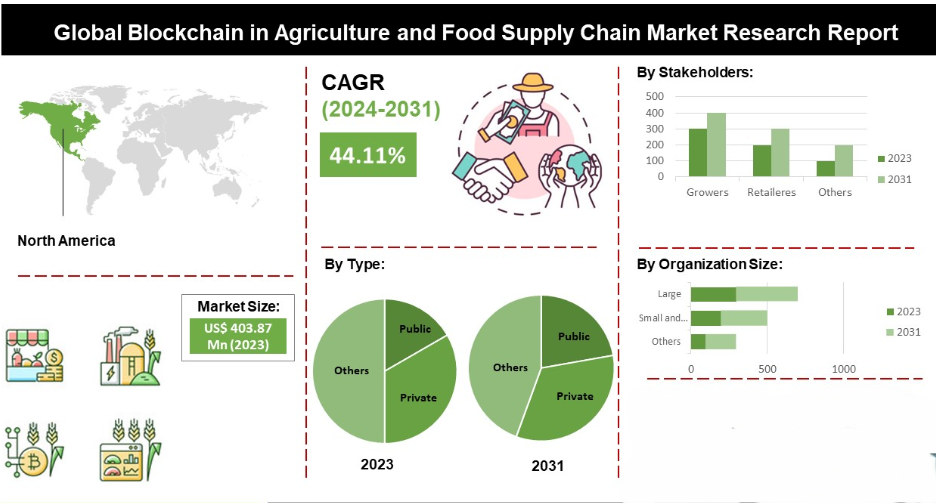 Global Blockchain in Agriculture and Food Supply Chain Market Research Report
North America
Market Size:
US$ 403.87
Mn (2023)
CAGR
(2024-2031)
44.11%
By Type:
Public
Private
Others
2023
Public
Private
Others
2031
By Stakeholders:
500
400
300
200
100
0
Growers
Retaileres
Others
2023
2031
By Organization Size:
Large
Small and...
Others
0
500
1000
2023
2031